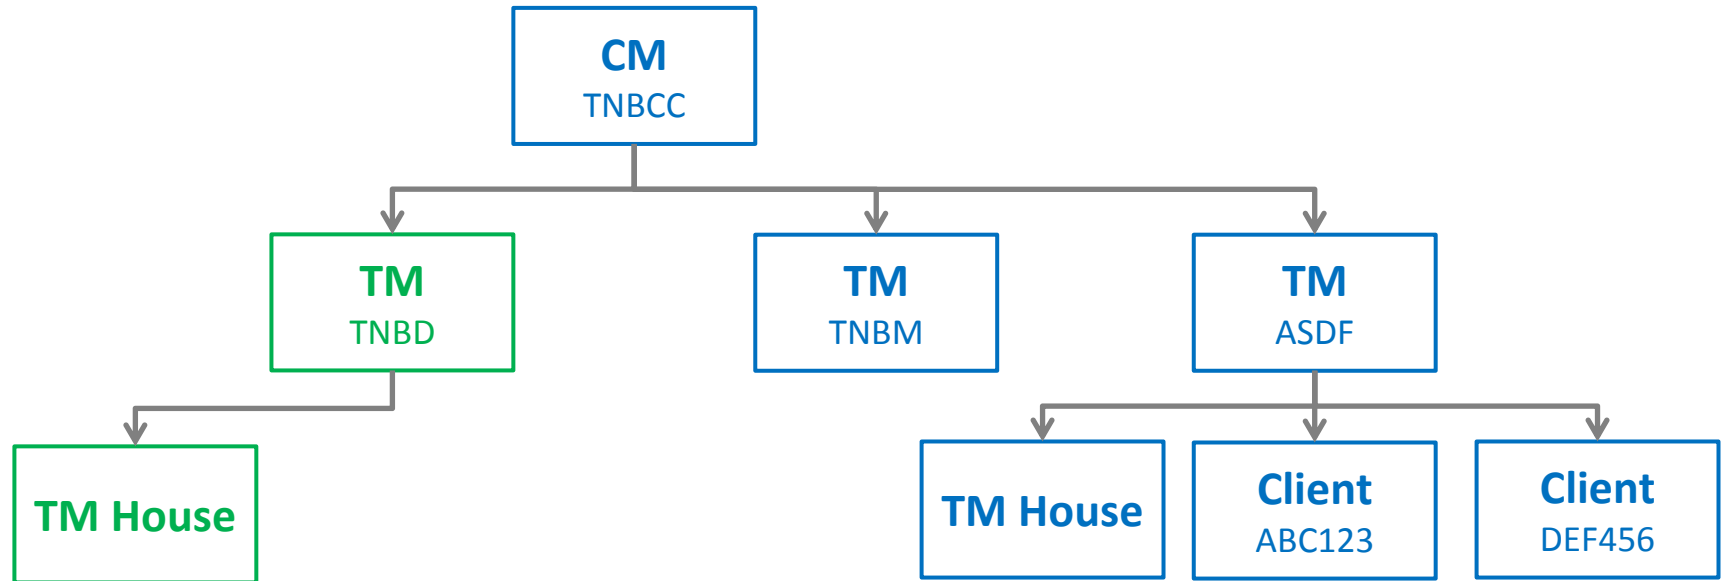 CM
TNBCC
TM
TNBD
TM
TNBM
TM
ASDF
TM House
TM House
Client
ABC123
Client
DEF456